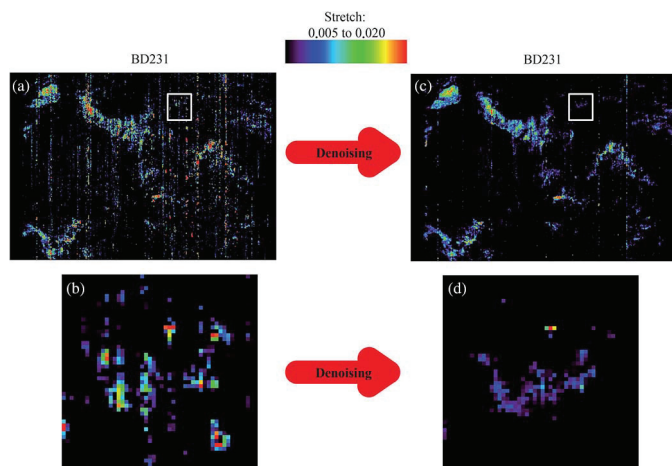 Stretch:
0,005 to 0,020
BD231
BD231
(a)
(c)
Denoising
(b)
(d)
Denoising